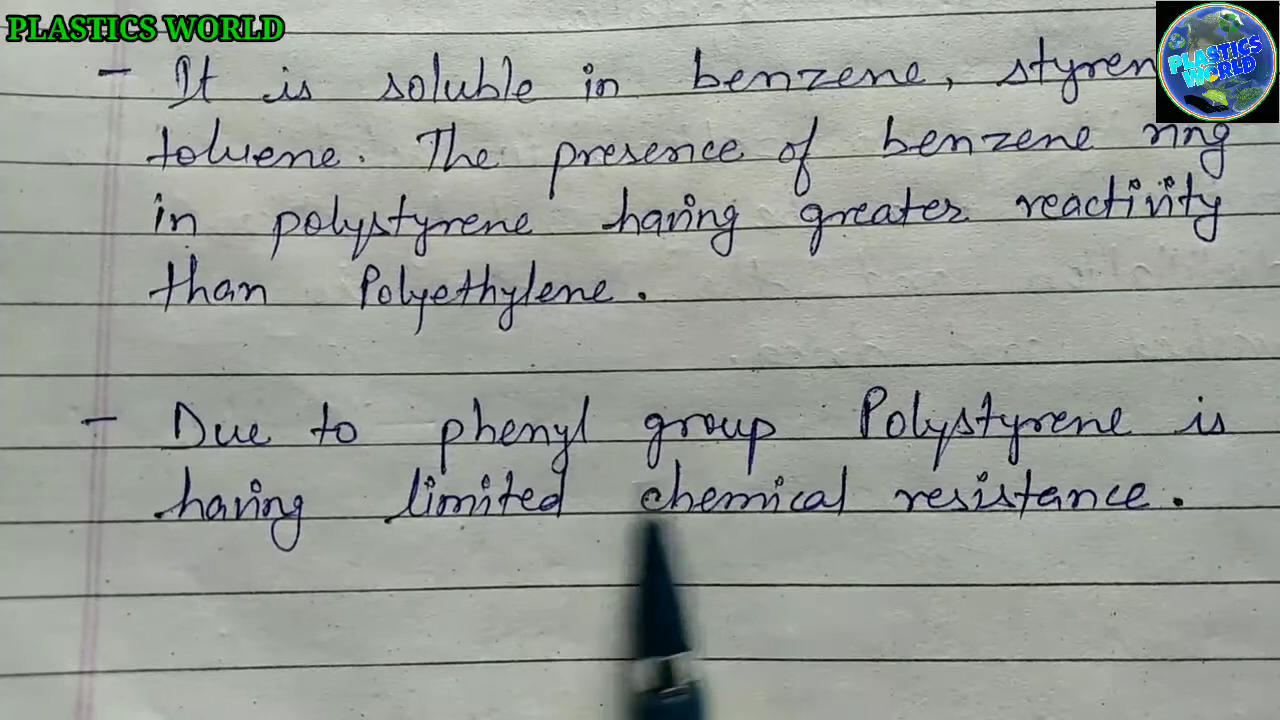 PLASTICS WORLD
PLASTICS WORLD
- It is soluble in benzene,
toluene. The presence of benzene ring
in polystyrene having greater reactivity
than Polyethylene.
- Due to phenyl group Polystyrene is
having limited chemical resistance.